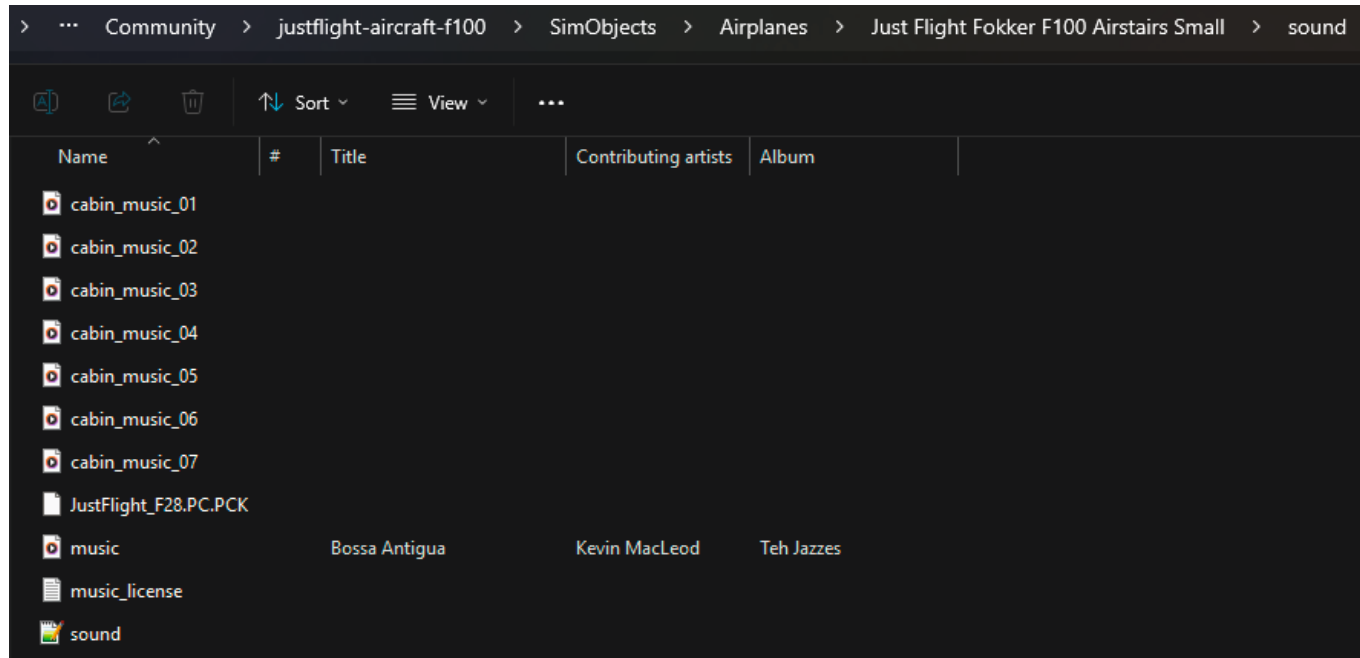 > ··· Community > justflight-aircraft-f100 > SimObjects > Airplanes > Just Flight Fokker F100 Airstairs Small > sound
Sort View ···
Name # Title Contributing artists Album
cabin_music_01
cabin_music_02
cabin_music_03
cabin_music_04
cabin_music_05
cabin_music_06
cabin_music_07
JustFlight_F28.PC.PCK
music Bossa Antigua Kevin MacLeod Teh Jazzes
music_license
sound